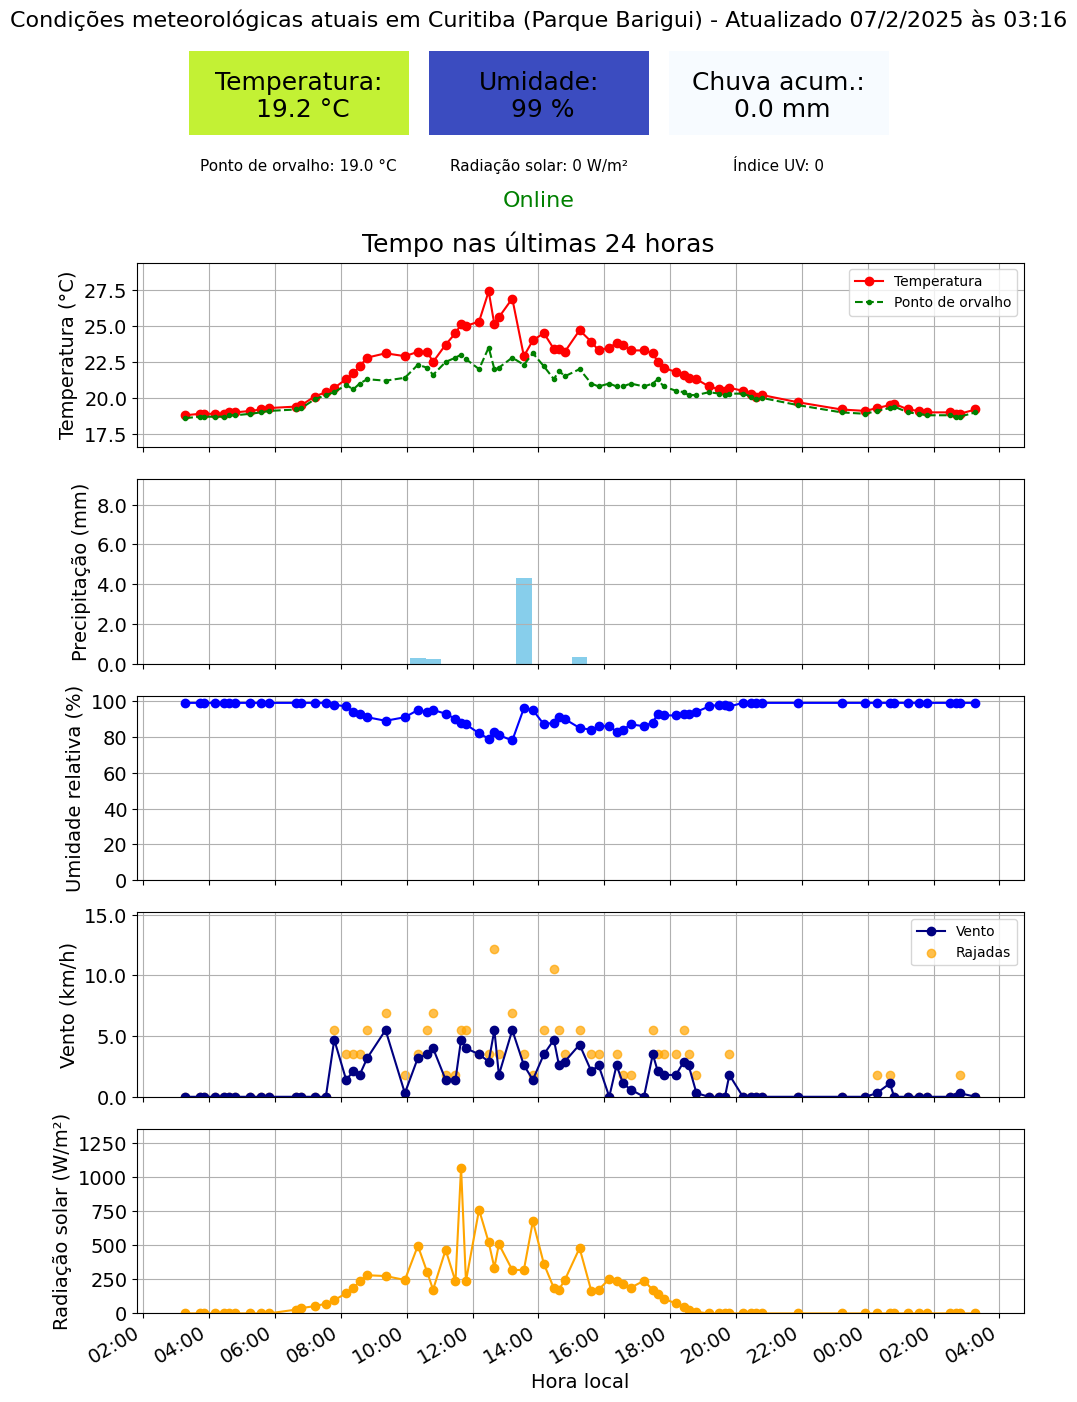 Condições meteorológicas atuais em Curitiba (Parque Barigui) - Atualizado 07/2/2025 às 03:16
Temperatura:
19.2 °C
Umidade:
99 %
Chuva acum.:
0.0 mm
Ponto de orvalho: 19.0 °C
Radiação solar: 0 W/m²
Índice UV: 0
Online
Tempo nas últimas 24 horas
Temperatura (°C)
27.5
25.0
22.5
20.0
17.5
Temperatura
Ponto de orvalho
Precipitação (mm)
8.0
6.0
4.0
2.0
0.0
Umidade relativa (%)
100
80
60
40
20
0
Vento (km/h)
15.0
10.0
5.0
0.0
Vento
Rajadas
Radiação solar (W/m²)
1250
1000
750
500
250
0
02:00 04:00 06:00 08:00 10:00 12:00 14:00 16:00 18:00 20:00 22:00 00:00 02:00 04:00
Hora local